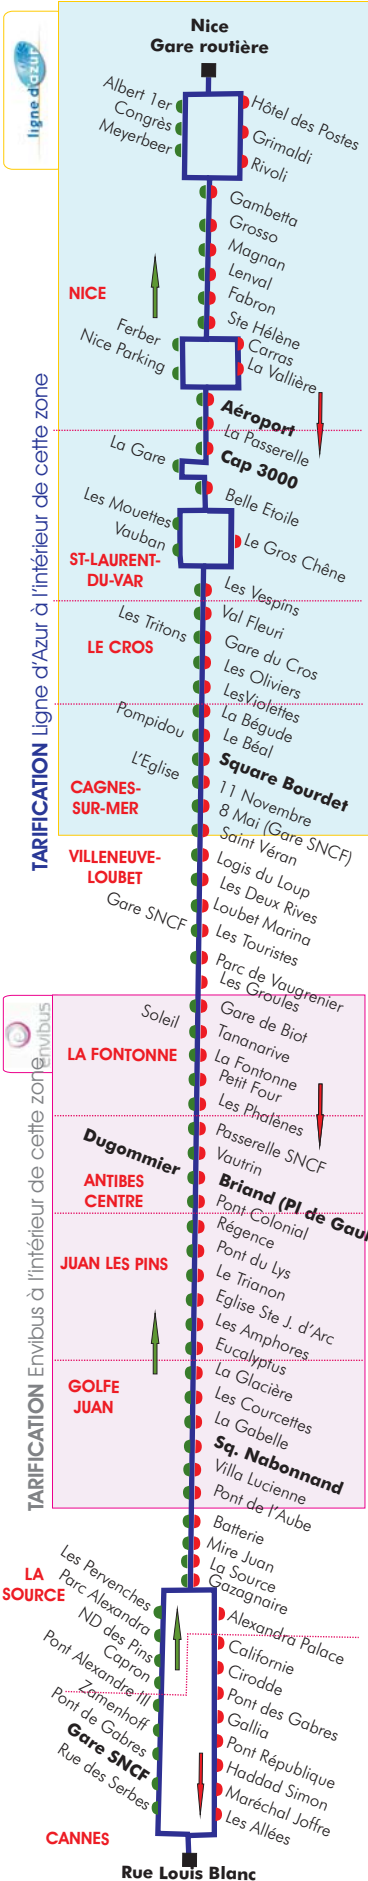 Nice
Gare routière
ligne d'azur
Albert 1er
Congrès
Meyerbeer
Hôtel des Postes
Grimaldi
Rivoli
Gambetta
Grosso
Magnan
Lenval
NICE
Fabron
Ste Hélène
Ferber
Nice Parking
Carras
La Vallière
Aéroport
La Passerelle
La Gare
Cap 3000
Belle Etoile
Les Mouettes
Vauban
Le Gros Chêne
ST-LAURENT-
DU-VAR
Les Vespins
Val Fleuri
Les Tritons
LE CROS
Gare du Cros
Les Oliviers
LesViolettes
Pompidou
La Bégude
Le Béal
L'Eglise
Square Bourdet
CAGNES-
SUR-MER
11 Novembre
8 Mai (Gare SNCF)
TARIFICATION Ligne d'Azur à l'intérieur de cette zone
Saint Véran
VILLENEUVE-
LOUBET
Logis du Loup
Les Deux Rives
Loubet Marina
Gare SNCF
Les Touristes
Parc de Vaugrenier
Les Groules
envibus
Soleil
Gare de Biot
Tananarive
LA FONTONNE
La Fontonne
Petit Four
Les Phalènes
Passerelle SNCF
Dugommier
Vautrin
ANTIBES
CENTRE
Briand (Pl de Gaul
Pont Colonial
Régence
JUAN LES PINS
Pont du Lys
Le Trianon
Eglise Ste J. d'Arc
Les Amphores
Eucalyptus
GOLFE
JUAN
La Glacière
Les Courcettes
La Gabelle
Sq. Nabonnand
Villa Lucienne
Pont de l'Aube
TARIFICATION Envibus à l'intérieur de cette zone
Batterie
Mire Juan
La Source
Gazagnaire
LA
SOURCE
Les Pervenches
Parc Alexandra
ND des Pins
Capron
Pont Alexandre III
Zamenhoff
Pont de Gabres
Gare SNCF
Rue des Serbes
Alexandra Palace
Californie
Cirodde
Pont des Gabres
Gallia
Pont République
Haddad Simon
Maréchal Joffre
Les Allées
CANNES
Rue Louis Blanc